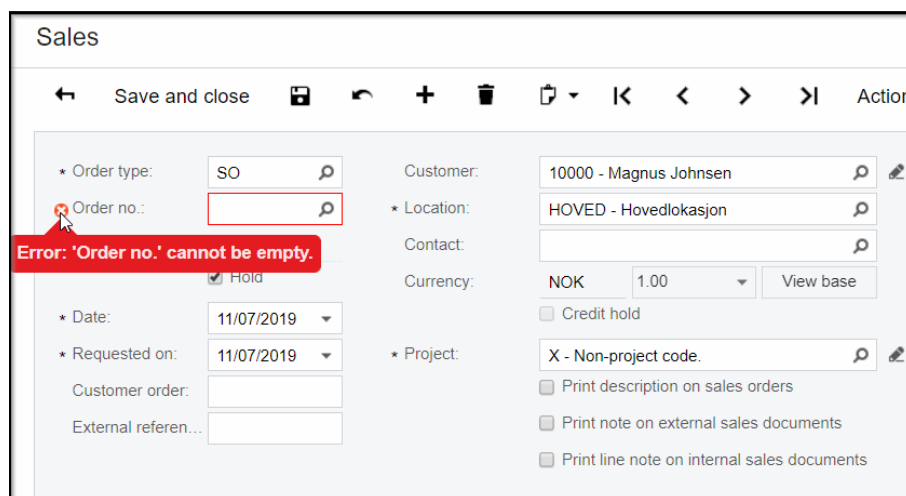 Sales
Save and close
Action
Order type: SO
Customer: 10000 - Magnus Johnsen
Order no.:
Location: HOVED - Hovedlokasjon
Error: 'Order no.' cannot be empty.
Contact:
Hold
Currency: NOK 1.00 View base
Credit hold
Date: 11/07/2019
Requested on: 11/07/2019
Project: X - Non-project code.
Customer order:
Print description on sales orders
External referen...
Print note on external sales documents
Print line note on internal sales documents